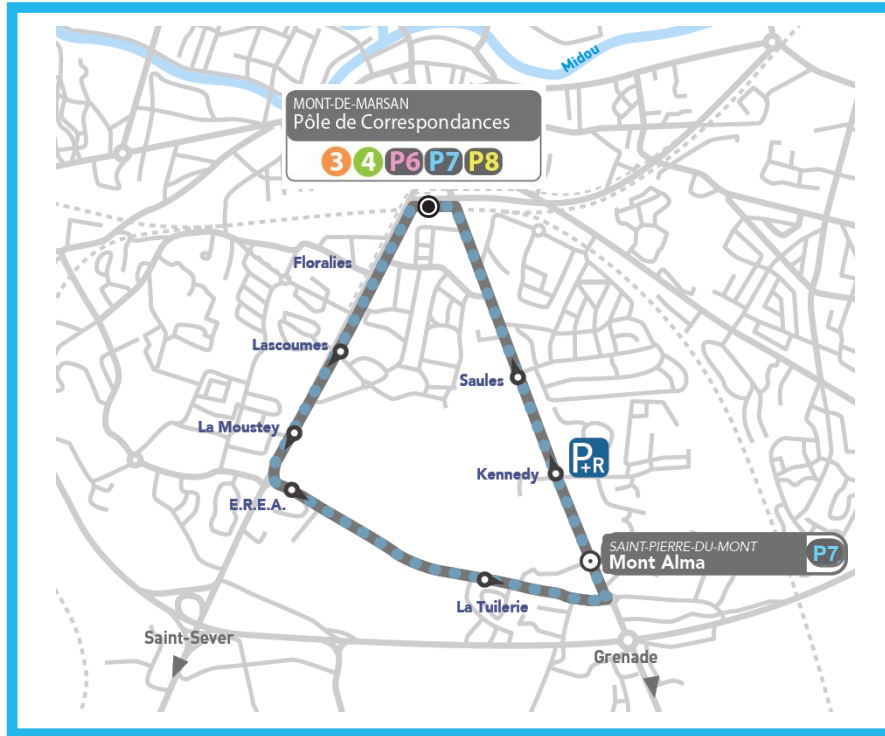 Midou
MONT-DE-MARSAN
Pôle de Correspondances
3 4 P6 P7 P8
Floralies
Lascoumes
Saules
La Moustey
P+R
Kennedy
E.R.E.A.
SAINT-PIERRE-DU-MONT
Mont Alma
P7
La Tuilerie
Saint-Sever
Grenade